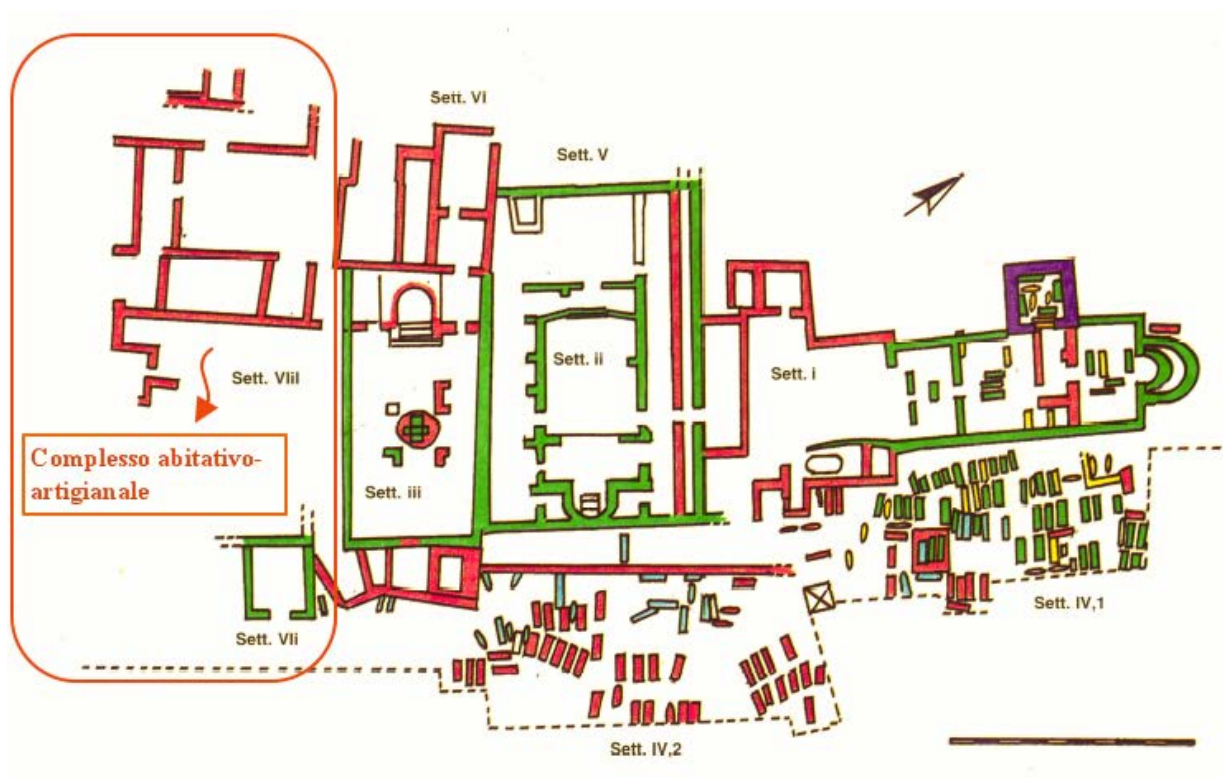 Sett. VI
Sett. V
Sett. ii
Sett. i
Sett. VIiI
Complesso abitativo-
artigianale
Sett. iii
Sett. VIi
Sett. IV,1
Sett. IV,2